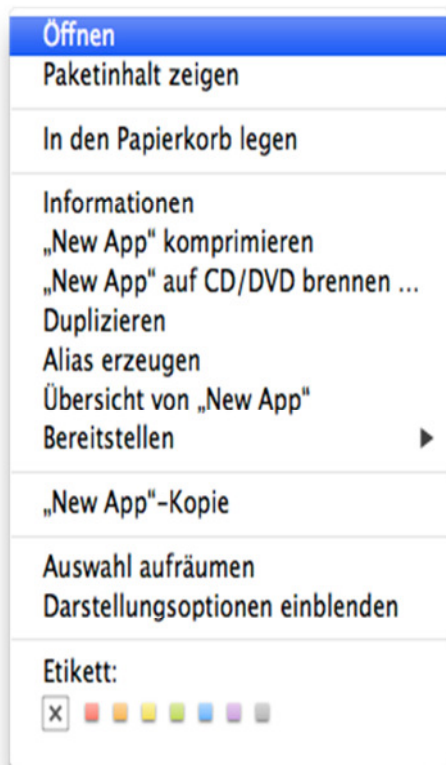 Öffnen
Paketinhalt zeigen
In den Papierkorb legen
Informationen
„New App“ komprimieren
„New App“ auf CD/DVD brennen ...
Duplizieren
Alias erzeugen
Übersicht von „New App“
Bereitstellen
„New App“-Kopie
Auswahl aufräumen
Darstellungsoptionen einblenden
Etikett:
x